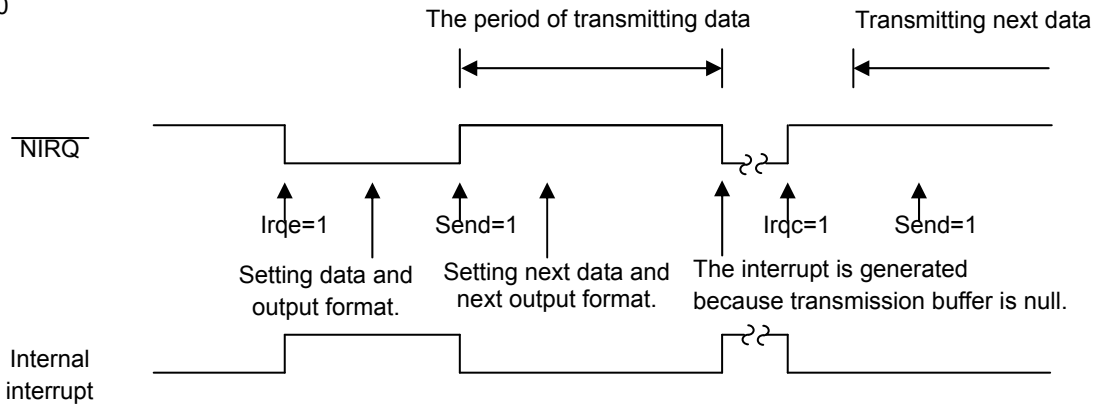 The period of transmitting data
Transmitting next data
NIRQ
Irqe=1
Send=1
Irqc=1
Send=1
Setting data and
output format.
Setting next data and
next output format.
The interrupt is generated
because transmission buffer is null.
Internal
interrupt